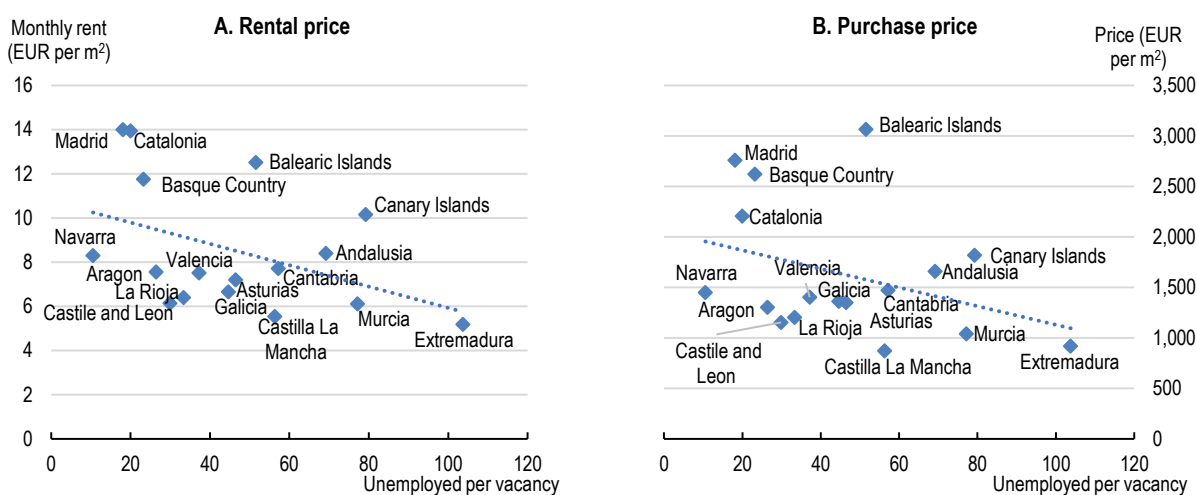 A. Rental price
Monthly rent
(EUR per m2)
16
14
12
10
8
6
4
2
0
Madrid
Catalonia
Basque Country
Balearic Islands
Canary Islands
Navarra
Aragon
Valencia
La Rioja
Castile and Leon
Asturias
Galicia
Cantabria
Andalusia
Castilla La
Mancha
Murcia
Extremadura
0 20 40 60 80 100 120
Unemployed per vacancy
B. Purchase price
Price (EUR
per m2)
3,500
3,000
2,500
2,000
1,500
1,000
500
0
Balearic Islands
Madrid
Basque Country
Catalonia
Canary Islands
Andalusia
Valencia
Navarra
Galicia
Aragon
Cantabria
Asturias
La Rioja
Castile and
Leon
Castilla La Mancha
Murcia
Extremadura
0 20 40 60 80 100 120
Unemployed per vacancy